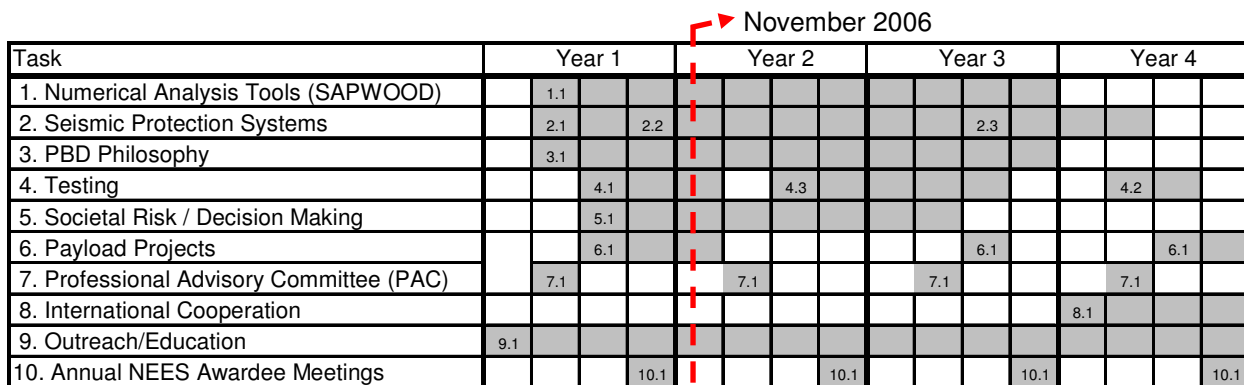 November 2006
Task Year 1 Year 2 Year 3 Year 4
1. Numerical Analysis Tools (SAPWOOD) 1.1
2. Seismic Protection Systems 2.1 2.2 2.3
3. PBD Philosophy 3.1
4. Testing 4.1 4.3 4.2
5. Societal Risk / Decision Making 5.1
6. Payload Projects 6.1 6.1 6.1
7. Professional Advisory Committee (PAC) 7.1 7.1 7.1 7.1
8. International Cooperation 8.1
9. Outreach/Education 9.1
10. Annual NEES Awardee Meetings 10.1 10.1 10.1 10.1